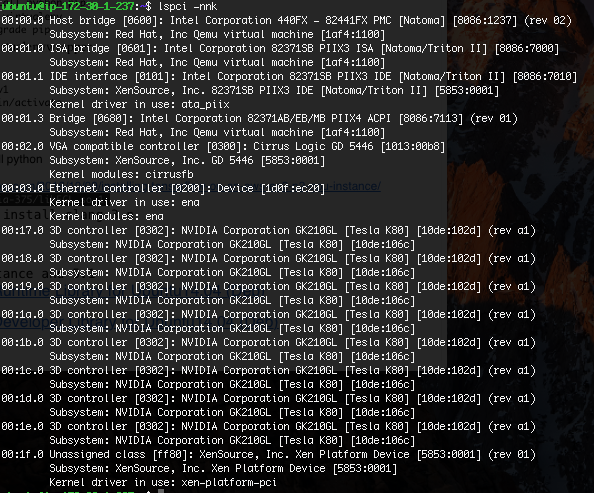 ubuntu@ip-172-30-1-237:~$ lspci -nnk
00:00.0 Host bridge [0600]: Intel Corporation 440FX - 82441FX PMC [Natoma] [8086:1237] (rev 02)
Subsystem: Red Hat, Inc Qemu virtual machine [1af4:1100]
00:01.0 ISA bridge [0601]: Intel Corporation 82371SB PIIX3 ISA [Natoma/Triton II] [8086:7000]
Subsystem: Red Hat, Inc Qemu virtual machine [1af4:1100]
00:01.1 IDE interface [0101]: Intel Corporation 82371SB PIIX3 IDE [Natoma/Triton II] [8086:7010]
Subsystem: XenSource, Inc. 82371SB PIIX3 IDE [Natoma/Triton II] [5853:0001]
Kernel driver in use: ata_piix
00:01.3 Bridge [0680]: Intel Corporation 82371AB/EB/MB PIIX4 ACPI [8086:7113] (rev 01)
Subsystem: Red Hat, Inc Qemu virtual machine [1af4:1100]
00:02.0 VGA compatible controller [0300]: Cirrus Logic GD 5446 [1013:00b8]
Subsystem: XenSource, Inc. GD 5446 [5853:0001]
Kernel modules: cirrusfb
00:03.0 Ethernet controller [0200]: Device [1d0f:ec20]
Kernel driver in use: ena
Kernel modules: ena
00:17.0 3D controller [0302]: NVIDIA Corporation GK210GL [Tesla K80] [10de:102d] (rev a1)
Subsystem: NVIDIA Corporation GK210GL [Tesla K80] [10de:106c]
00:18.0 3D controller [0302]: NVIDIA Corporation GK210GL [Tesla K80] [10de:102d] (rev a1)
Subsystem: NVIDIA Corporation GK210GL [Tesla K80] [10de:106c]
00:19.0 3D controller [0302]: NVIDIA Corporation GK210GL [Tesla K80] [10de:102d] (rev a1)
Subsystem: NVIDIA Corporation GK210GL [Tesla K80] [10de:106c]
00:1a.0 3D controller [0302]: NVIDIA Corporation GK210GL [Tesla K80] [10de:102d] (rev a1)
Subsystem: NVIDIA Corporation GK210GL [Tesla K80] [10de:106c]
00:1b.0 3D controller [0302]: NVIDIA Corporation GK210GL [Tesla K80] [10de:102d] (rev a1)
Subsystem: NVIDIA Corporation GK210GL [Tesla K80] [10de:106c]
00:1c.0 3D controller [0302]: NVIDIA Corporation GK210GL [Tesla K80] [10de:102d] (rev a1)
Subsystem: NVIDIA Corporation GK210GL [Tesla K80] [10de:106c]
00:1d.0 3D controller [0302]: NVIDIA Corporation GK210GL [Tesla K80] [10de:102d] (rev a1)
Subsystem: NVIDIA Corporation GK210GL [Tesla K80] [10de:106c]
00:1e.0 3D controller [0302]: NVIDIA Corporation GK210GL [Tesla K80] [10de:102d] (rev a1)
Subsystem: NVIDIA Corporation GK210GL [Tesla K80] [10de:106c]
00:1f.0 Unassigned class [ff80]: XenSource, Inc. Xen Platform Device [5853:0001] (rev 01)
Subsystem: XenSource, Inc. Xen Platform Device [5853:0001]
Kernel driver in use: xen-platform-pci